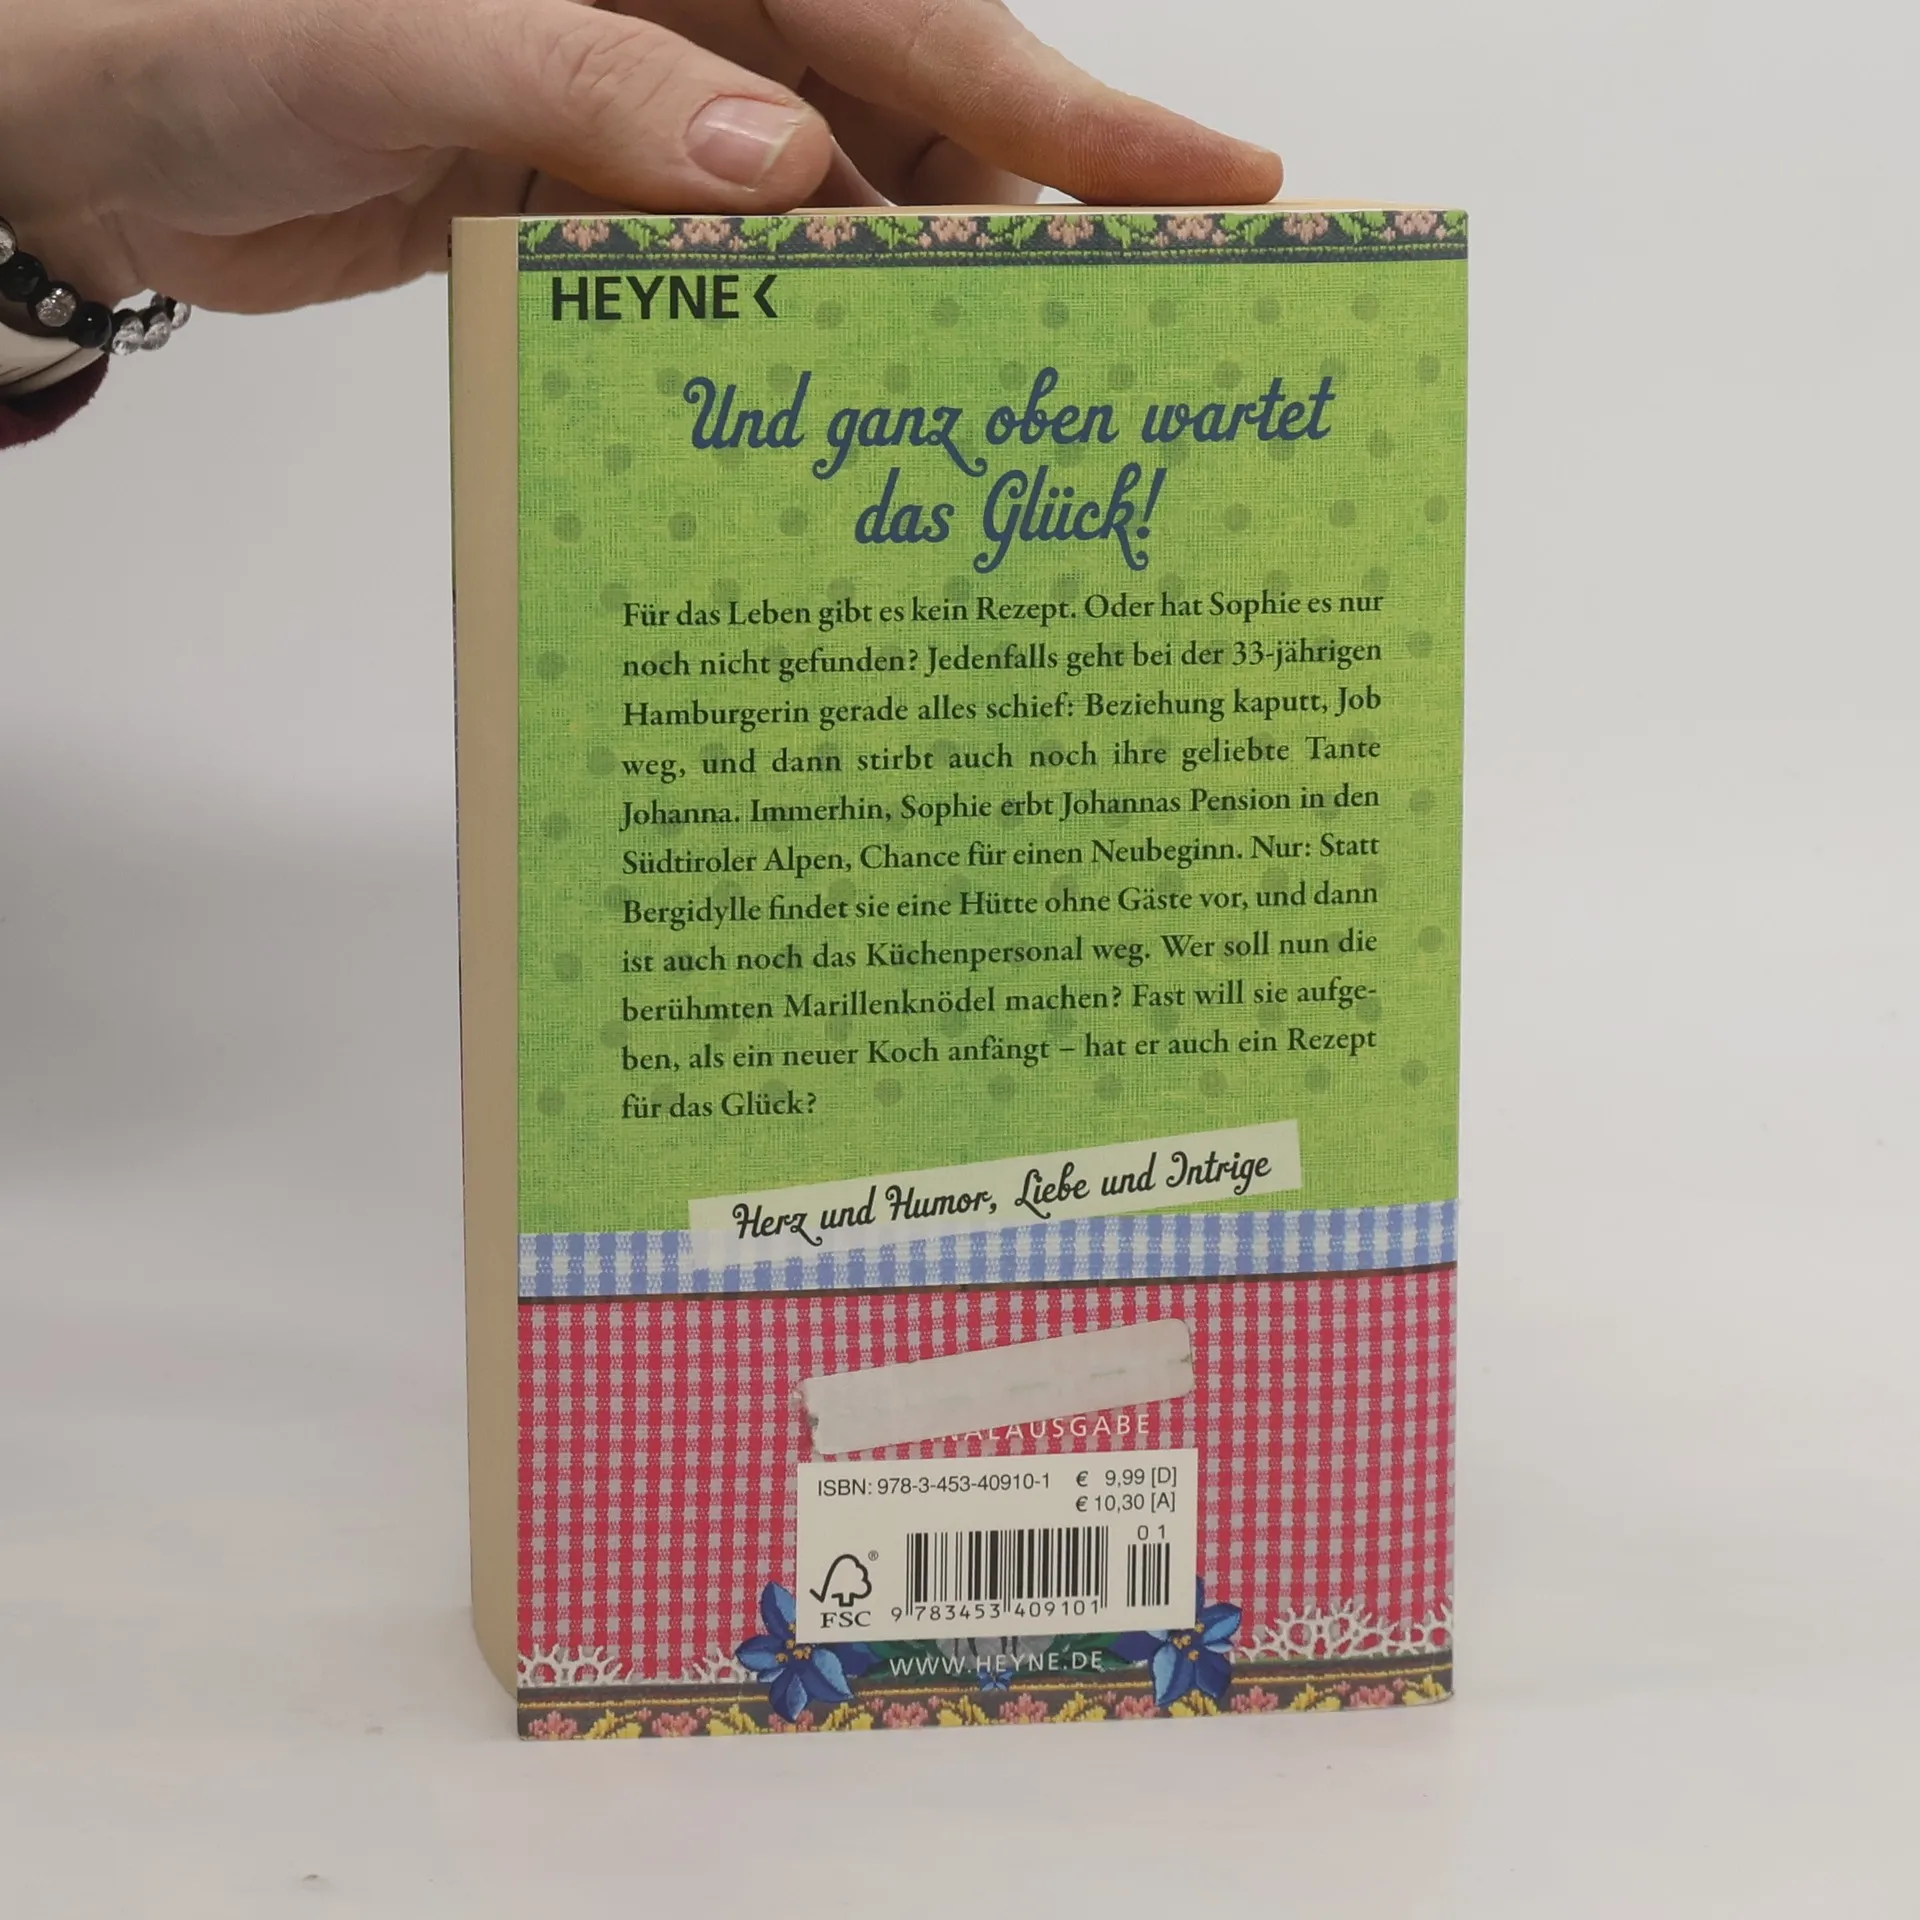 HEYNE<
Und ganz oben wartet
das Glück!
Für das Leben gibt es kein Rezept. Oder hat Sophie es nur
noch nicht gefunden? Jedenfalls geht bei der 33-jährigen
Hamburgerin gerade alles schief: Beziehung kaputt, Job
weg, und dann stirbt auch noch ihre geliebte Tante
Johanna. Immerhin, Sophie erbt Johannas Pension in den
Südtiroler Alpen, Chance für einen Neubeginn. Nur: Statt
Bergidylle findet sie eine Hütte ohne Gäste vor, und dann
ist auch noch das Küchenpersonal weg. Wer soll nun die
berühmten Marillenknödel machen? Fast will sie aufge-
ben, als ein neuer Koch anfängt – hat er auch ein Rezept
für das Glück?
Herz und Humor, Liebe und Intrige
ISBN: 978-3-453-40910-1 € 9,99 [D]
€ 10,30 [A]
01
FSC®
9 783453 409101
WWW.HEYNE.DE